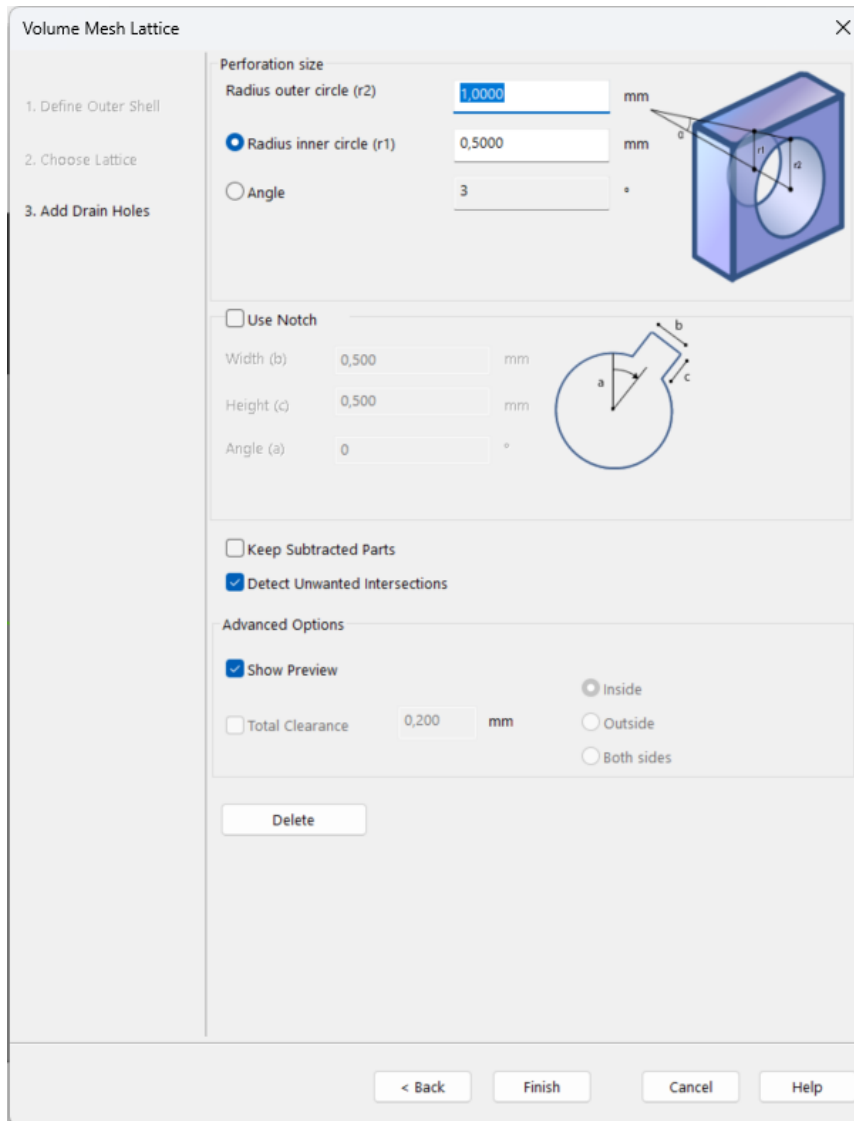 Volume Mesh Lattice
1. Define Outer Shell
2. Choose Lattice
3. Add Drain Holes
Perforation size
Radius outer circle (r2) 1,0000 mm
Radius inner circle (r1) 0,5000 mm
Angle 3 °
r1
r2
Use Notch
Width (b) 0,500 mm
Height (c) 0,500 mm
Angle (a) 0 °
b
a
c
Keep Subtracted Parts
Detect Unwanted Intersections
Advanced Options
Show Preview
Total Clearance 0,200 mm
Inside
Outside
Both sides
Delete
< Back Finish Cancel Help